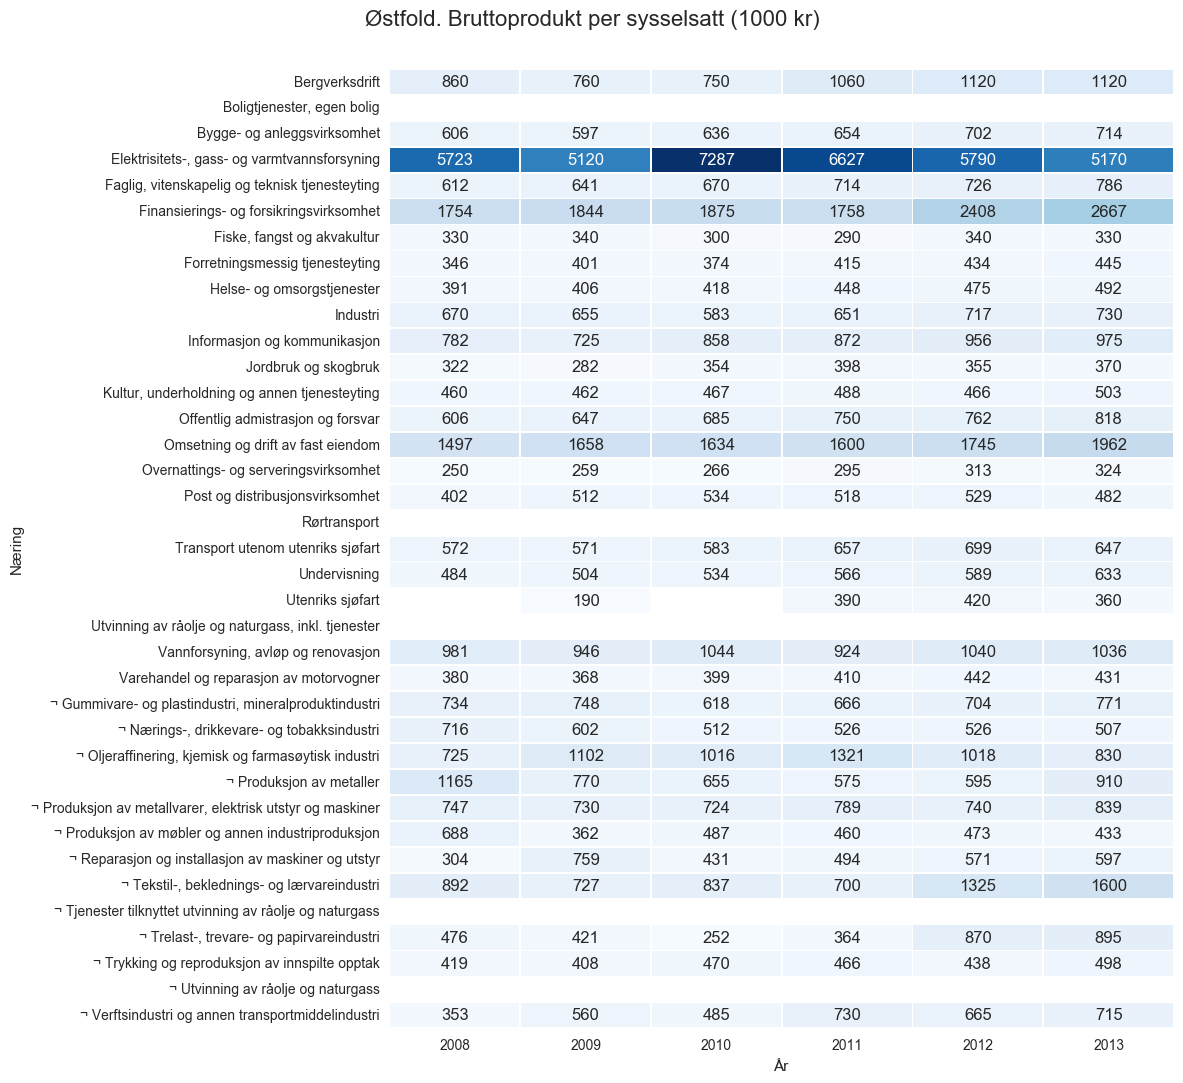 Østfold. Bruttoprodukt per sysselsatt (1000 kr)
Bergverksdrift 860 760 750 1060 1120 1120
Boligtjenester, egen bolig
Bygge- og anleggsvirksomhet 606 597 636 654 702 714
Elektrisitets-, gass- og varmtvannsforsyning 5723 5120 7287 6627 5790 5170
Faglig, vitenskapelig og teknisk tjenesteyting 612 641 670 714 726 786
Finansierings- og forsikringsvirksomhet 1754 1844 1875 1758 2408 2667
Fiske, fangst og akvakultur 330 340 300 290 340 330
Forretningsmessig tjenesteyting 346 401 374 415 434 445
Helse- og omsorgstjenester 391 406 418 448 475 492
Industri 670 655 583 651 717 730
Informasjon og kommunikasjon 782 725 858 872 956 975
Jordbruk og skogbruk 322 282 354 398 355 370
Kultur, underholdning og annen tjenesteyting 460 462 467 488 466 503
Offentlig admistrasjon og forsvar 606 647 685 750 762 818
Omsetning og drift av fast eiendom 1497 1658 1634 1600 1745 1962
Overnattings- og serveringsvirksomhet 250 259 266 295 313 324
Post og distribusjonsvirksomhet 402 512 534 518 529 482
Rørtransport
Transport utenom utenriks sjøfart 572 571 583 657 699 647
Undervisning 484 504 534 566 589 633
Utenriks sjøfart 190 390 420 360
Utvinning av råolje og naturgass, inkl. tjenester
Vannforsyning, avløp og renovasjon 981 946 1044 924 1040 1036
Varehandel og reparasjon av motorvogner 380 368 399 410 442 431
¬ Gummivare- og plastindustri, mineralproduktindustri 734 748 618 666 704 771
¬ Nærings-, drikkevare- og tobakksindustri 716 602 512 526 526 507
¬ Oljeraffinering, kjemisk og farmasøytisk industri 725 1102 1016 1321 1018 830
¬ Produksjon av metaller 1165 770 655 575 595 910
¬ Produksjon av metallvarer, elektrisk utstyr og maskiner 747 730 724 789 740 839
¬ Produksjon av møbler og annen industriproduksjon 688 362 487 460 473 433
¬ Reparasjon og installasjon av maskiner og utstyr 304 759 431 494 571 597
¬ Tekstil-, beklednings- og lærvareindustri 892 727 837 700 1325 1600
¬ Tjenester tilknyttet utvinning av råolje og naturgass
¬ Trelast-, trevare- og papirvareindustri 476 421 252 364 870 895
¬ Trykking og reproduksjon av innspilte opptak 419 408 470 466 438 498
¬ Utvinning av råolje og naturgass
¬ Verftsindustri og annen transportmiddelindustri 353 560 485 730 665 715
2008 2009 2010 2011 2012 2013
År
Næring